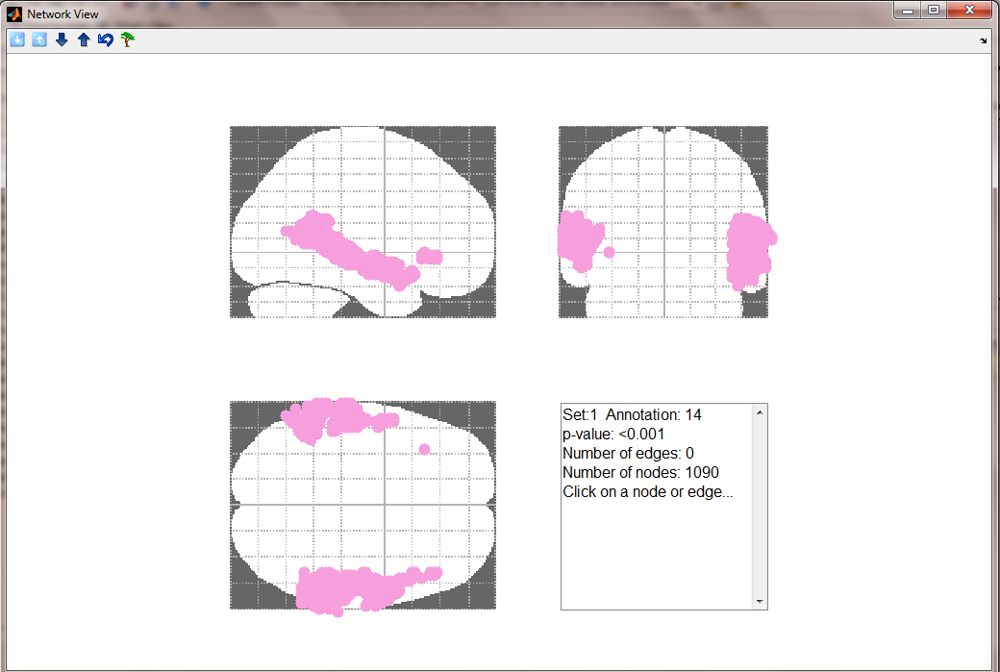 Network View
Set:1 Annotation: 14
p-value: <0.001
Number of edges: 0
Number of nodes: 1090
Click on a node or edge...